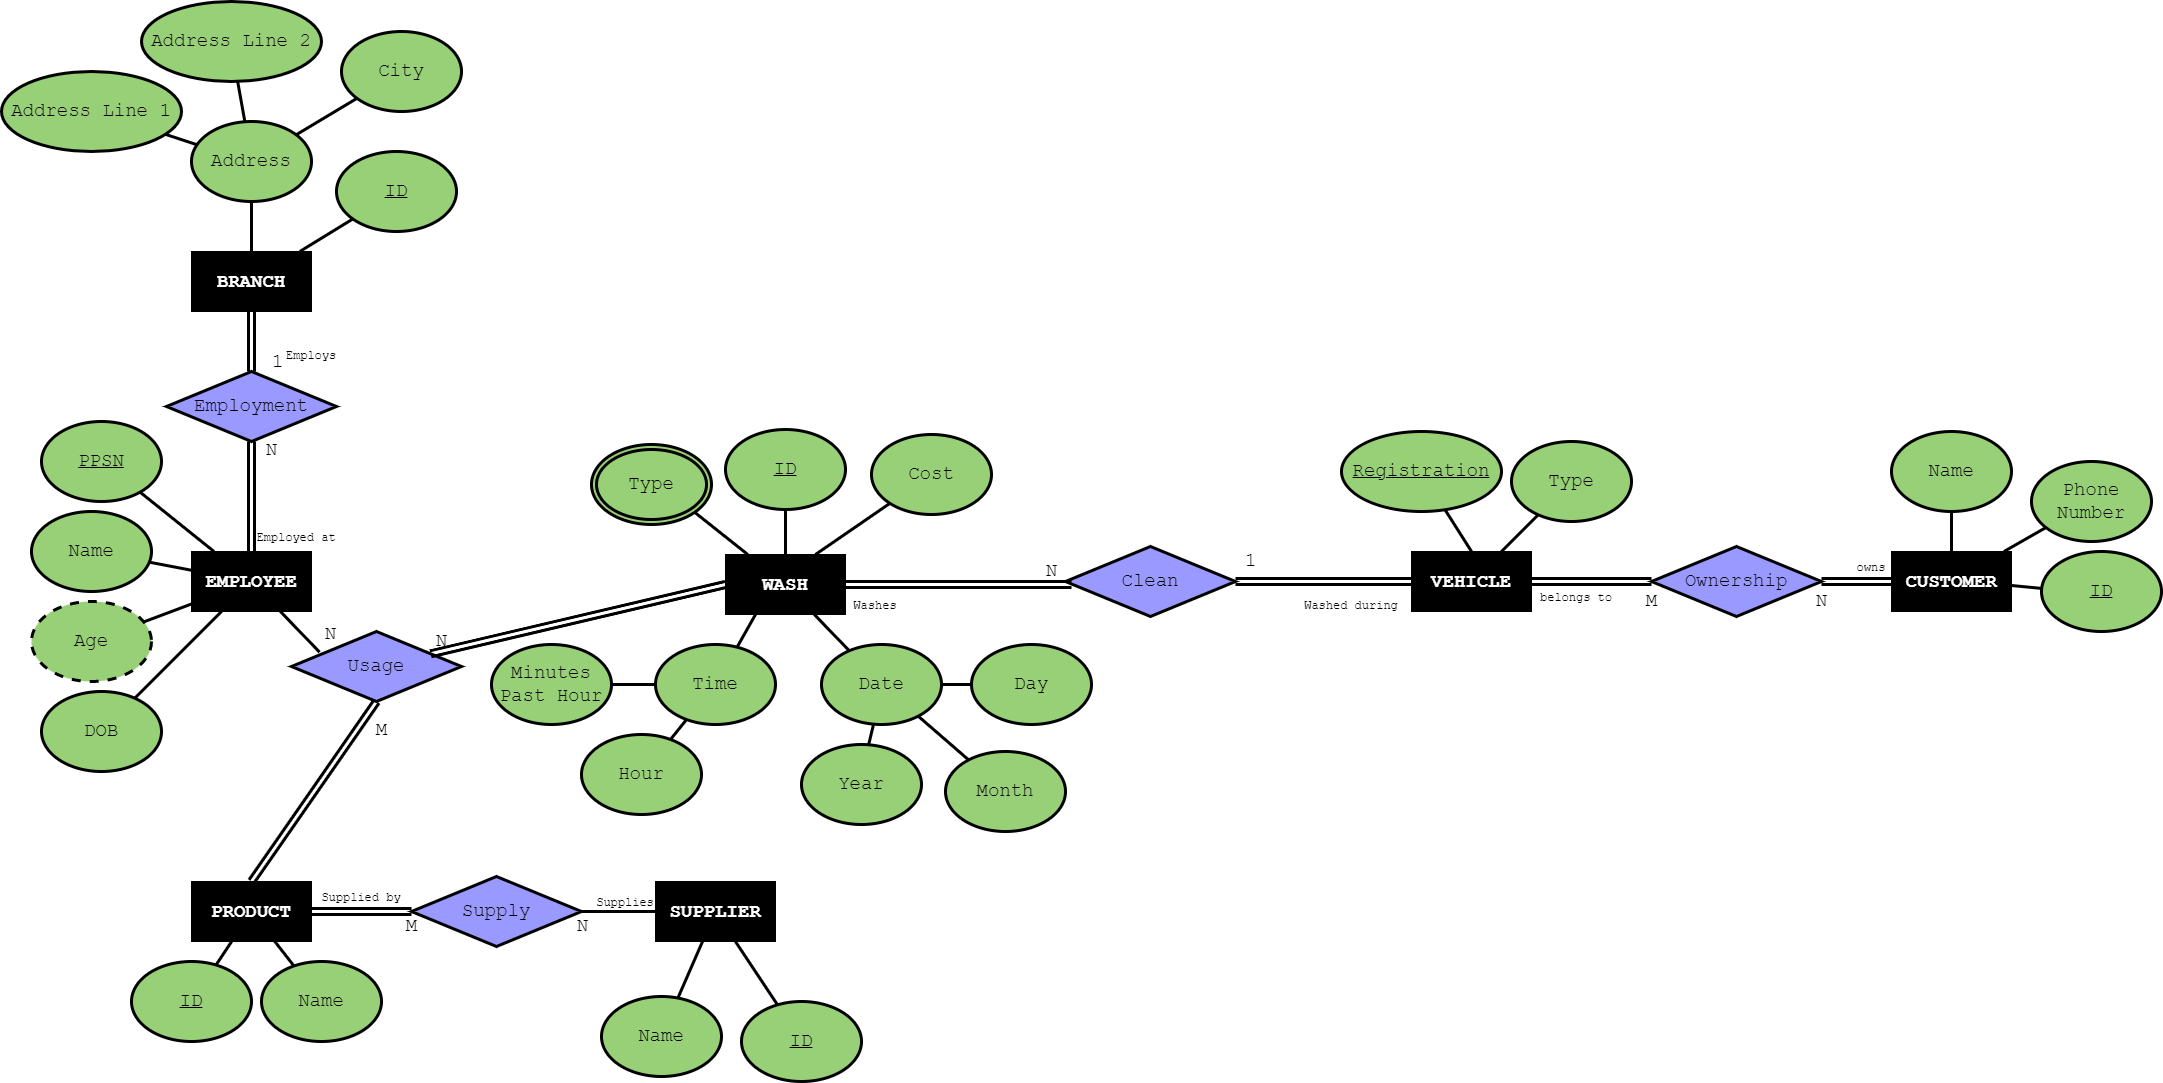 Address Line 2
City
Address Line 1
Address
ID
BRANCH
1
Employs
Employment
N
PPSN
Name
Employed at
EMPLOYEE
Age
DOB
N
Usage
N
M
Type
ID
Cost
WASH
Washes
Minutes
Past Hour
Time
Hour
Date
Day
Year
Month
N
Clean
1
Washed during
Registration
Type
VEHICLE
belongs to
M
Ownership
N
owns
Name
Phone
Number
CUSTOMER
ID
PRODUCT
Supplied by
M
Supply
N
Supplies
SUPPLIER
ID
Name
Name
ID